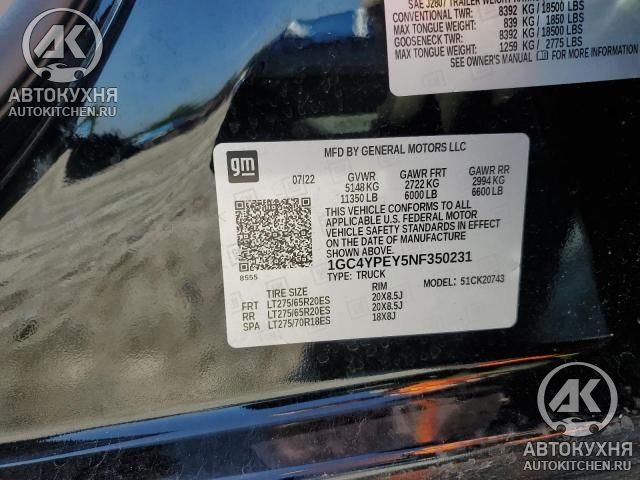 АК
АВТОКУХНЯ
AUTOKITCHEN.RU
SAE J2807 TRAILER WEIGHT
CONVENTIONAL TWR: 8392 KG / 18500 LBS
MAX TONGUE WEIGHT: 839 KG / 1850 LBS
GOOSENECK TWR: 8392 KG / 18500 LBS
MAX TONGUE WEIGHT: 1259 KG / 2775 LBS
SEE OWNER'S MANUAL FOR MORE INFORMATION
gm
MFD BY GENERAL MOTORS LLC
07/22 GVWR GAWR FRT GAWR RR
5148 KG 2722 KG 2994 KG
11350 LB 6000 LB 6600 LB
THIS VEHICLE CONFORMS TO ALL
APPLICABLE U.S. FEDERAL MOTOR
VEHICLE SAFETY STANDARDS IN EFFECT
ON THE DATE OF MANUFACTURE
SHOWN ABOVE.
1GC4YPEY5NF350231
8555 TYPE: TRUCK MODEL: 51CK20743
TIRE SIZE RIM
FRT LT275/65R20ES 20X8.5J
RR LT275/65R20ES 20X8.5J
SPA LT275/70R18ES 18X8J
АК
АВТОКУХНЯ
AUTOKITCHEN.RU